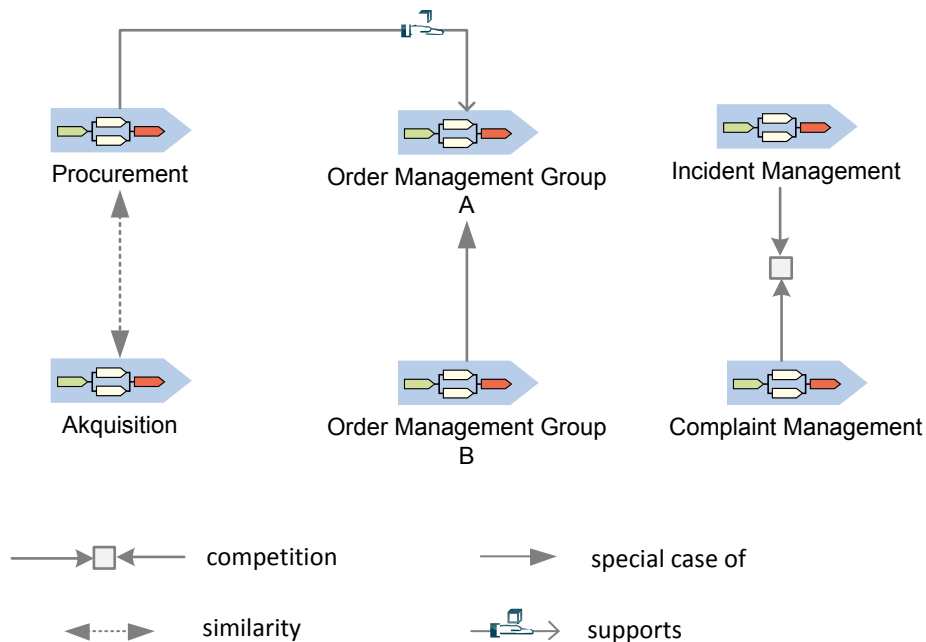 Procurement
Order Management Group
A
Incident Management
Akquisition
Order Management Group
B
Complaint Management
competition
special case of
similarity
supports